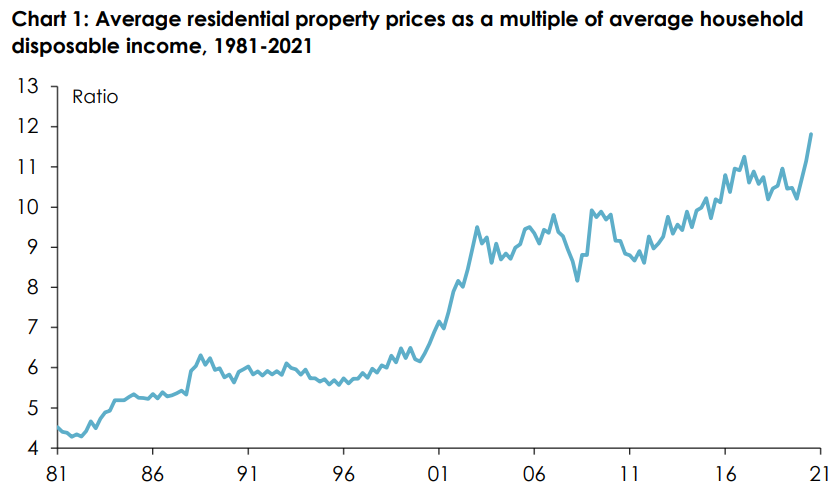 Chart 1: Average residential property prices as a multiple of average household
disposable income, 1981-2021
Ratio
13
12
11
10
9
8
7
6
5
4
81 86 91 96 01 06 11 16 21